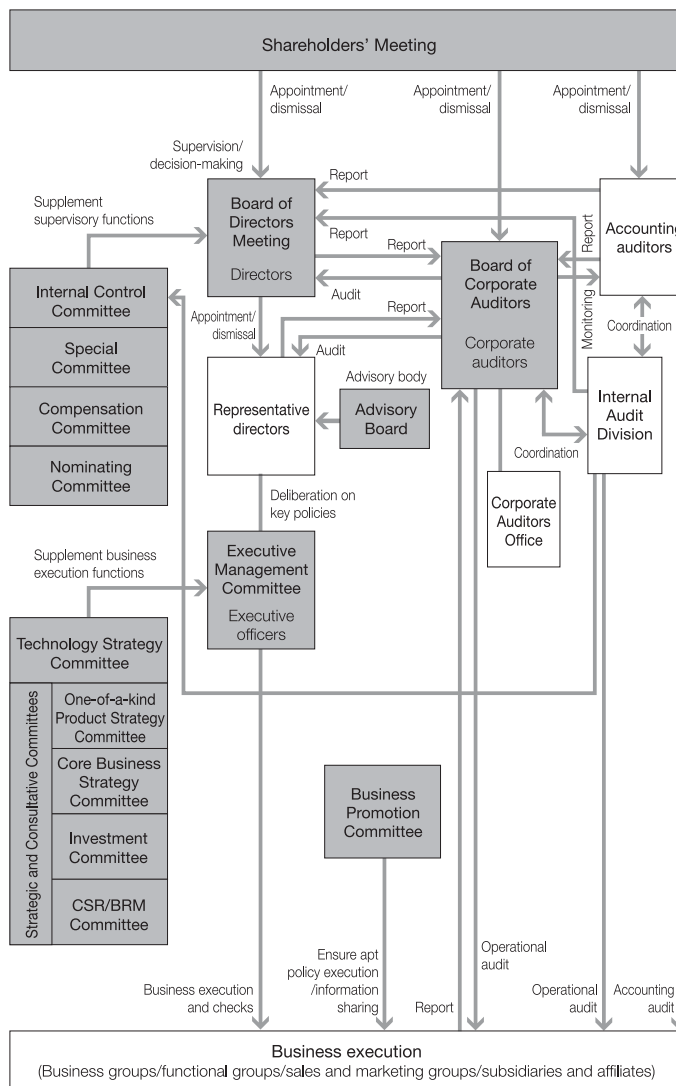 Shareholders' Meeting
Appointment/
dismissal
Appointment/
dismissal
Appointment/
dismissal
Supervision/
decision-making
Supplement
supervisory functions
Board of
Directors
Meeting
Directors
Report
Report
Report
Audit
Board of
Corporate
Auditors
Corporate
auditors
Report
Monitoring
Accounting
auditors
Coordination
Internal Control
Committee
Special
Committee
Compensation
Committee
Nominating
Committee
Appointment/
dismissal
Report
Audit
Representative
directors
Advisory body
Advisory
Board
Internal
Audit
Division
Coordination
Corporate
Auditors
Office
Deliberation on
key policies
Supplement business
execution functions
Executive
Management
Committee
Executive
officers
Technology Strategy
Committee
Strategic and Consultative Committees
One-of-a-kind
Product Strategy
Committee
Core Business
Strategy
Committee
Investment
Committee
CSR/BRM
Committee
Business
Promotion
Committee
Business execution
and checks
Ensure apt
policy execution
/information
sharing
Report
Operational
audit
Operational
audit
Accounting
audit
Business execution
(Business groups/functional groups/sales and marketing groups/subsidiaries and affiliates)